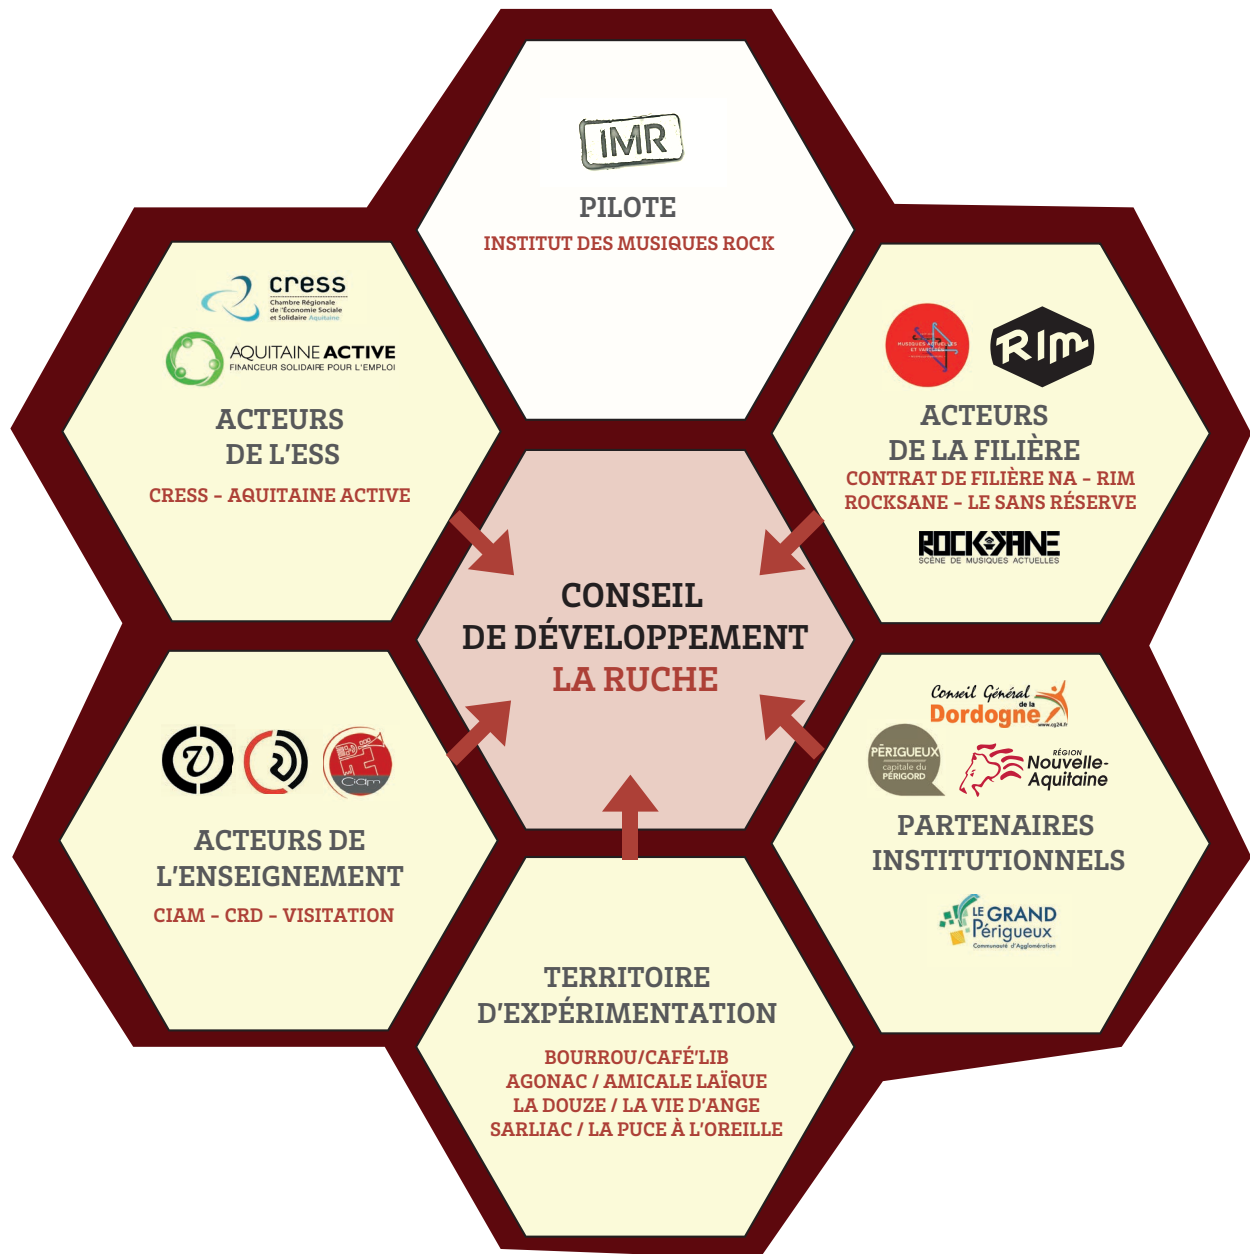 IMR
PILOTE
INSTITUT DES MUSIQUES ROCK
cress
Chambre Régionale
de l'Économie Sociale
et Solidaire Aquitaine
AQUITAINE ACTIVE
FINANCEUR SOLIDAIRE POUR L'EMPLOI
ACTEURS
DE L'ESS
CRESS - AQUITAINE ACTIVE
MUSIQUES ACTUELLES
ET VARIÉTÉS
RIM
ACTEURS
DE LA FILIÈRE
CONTRAT DE FILIÈRE NA - RIM
ROCKSANE - LE SANS RÉSERVE
ROCKSANE
SCÈNE DE MUSIQUES ACTUELLES
CONSEIL
DE DÉVELOPPEMENT
LA RUCHE
Ciam
ACTEURS DE
L'ENSEIGNEMENT
CIAM - CRD - VISITATION
Conseil Général
de la
Dordogne
www.cg24.fr
PÉRIGUEUX
capitale du
PÉRIGORD
RÉGION
Nouvelle-
Aquitaine
PARTENAIRES
INSTITUTIONNELS
LE GRAND
Périgueux
Communauté d'Agglomération
TERRITOIRE
D'EXPÉRIMENTATION
BOURROU/CAFÉ'LIB
AGONAC / AMICALE LAÏQUE
LA DOUZE / LA VIE D'ANGE
SARLIAC / LA PUCE À L'OREILLE